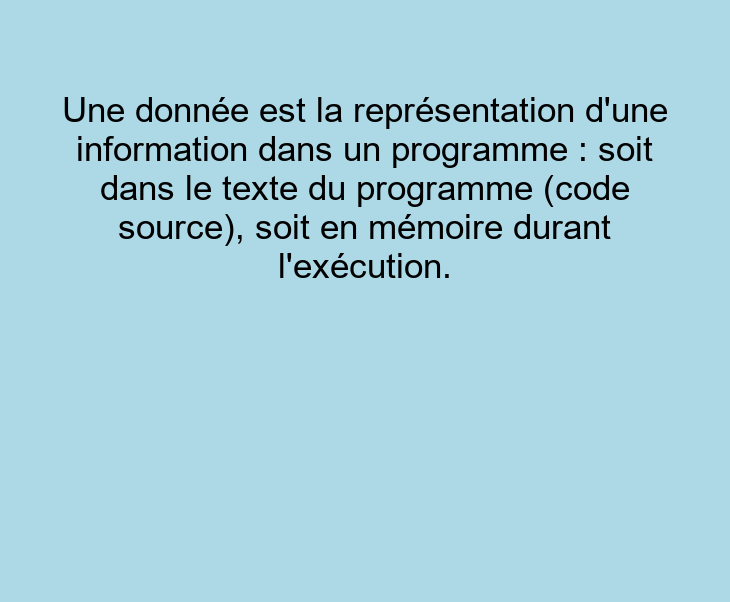 Une donnée est la représentation d'une
information dans un programme : soit
dans le texte du programme (code
source), soit en mémoire durant
l'exécution.